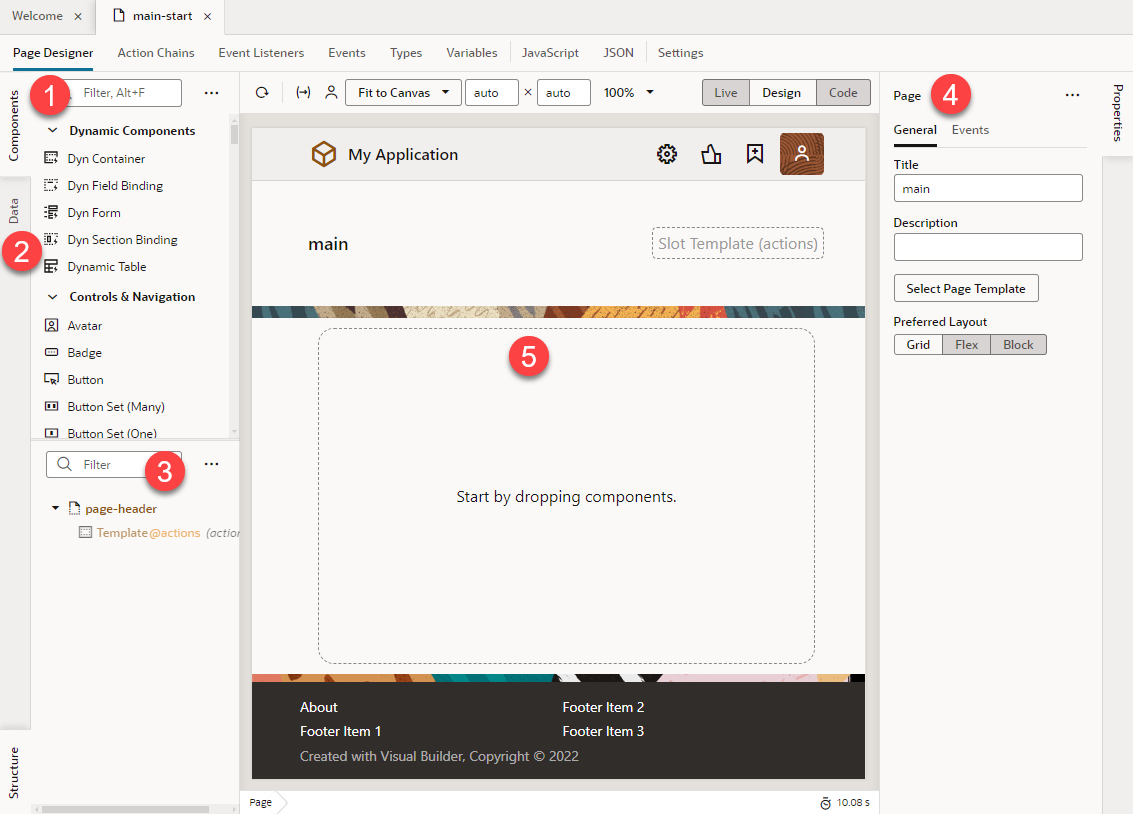 Welcome × main-start ×
Page Designer Action Chains Event Listeners Events Types Variables JavaScript JSON Settings
Components
1
Filter, Alt+F
Dynamic Components
Dyn Container
Dyn Field Binding
Dyn Form
Dyn Section Binding
Dynamic Table
Controls & Navigation
Avatar
Badge
Button
Button Set (Many)
Button Set (One)
Data
2
Filter
3
page-header
Template@actions (action
Structure
Fit to Canvas auto × auto 100% Live Design Code
My Application
main Slot Template (actions)
5
Start by dropping components.
About Footer Item 2
Footer Item 1 Footer Item 3
Created with Visual Builder, Copyright © 2022
Page 10.08 s
Page 4
General Events
Title
main
Description
Select Page Template
Preferred Layout
Grid Flex Block
Properties